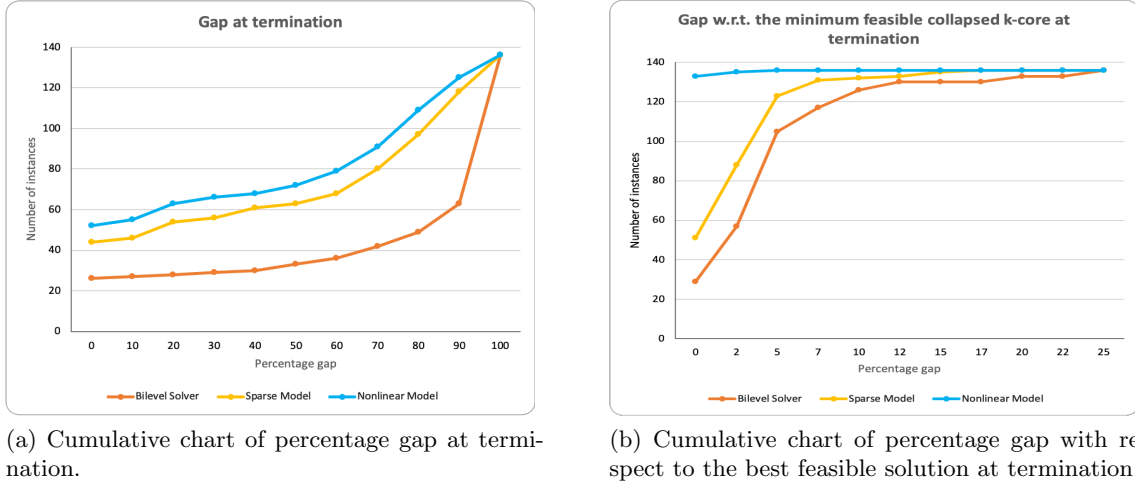 Gap at termination
140
120
100
80
60
40
20
0
Number of instances
0 10 20 30 40 50 60 70 80 90 100
Percentage gap
Bilevel Solver Sparse Model Nonlinear Model
(a) Cumulative chart of percentage gap at termi-
nation.
Gap w.r.t. the minimum feasible collapsed k-core at
termination
140
120
100
80
60
40
20
0
Number of instances
0 2 5 7 10 12 15 17 20 22 25
Percentage gap
Bilevel Solver Sparse Model Nonlinear Model
(b) Cumulative chart of percentage gap with re
spect to the best feasible solution at termination